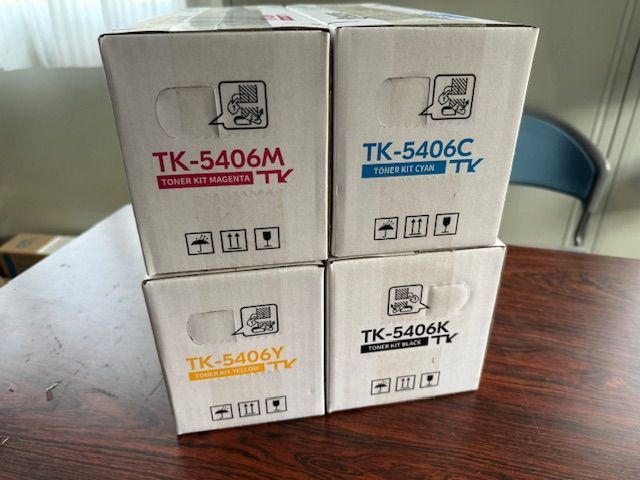 TK-5406M
TONER KIT MAGENTA TK
TK-5406C
TONER KIT CYAN TK
TK-5406Y
TONER KIT YELLOW TK
TK-5406K
TONER KIT BLACK TK